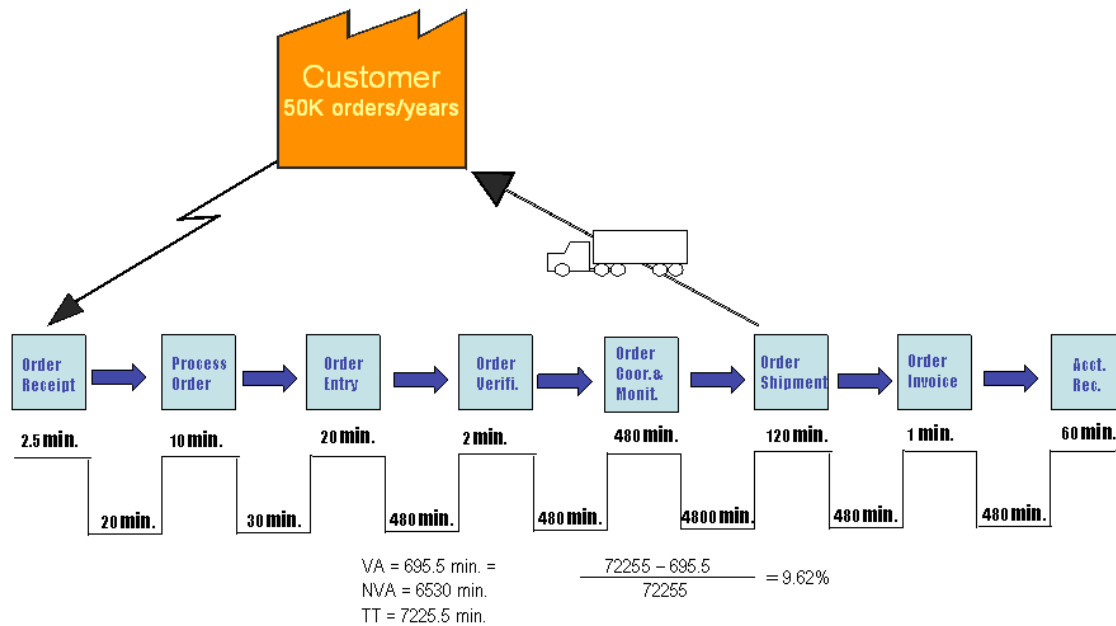 Customer
50K orders/years
Order
Receipt
Process
Order
Order
Entry
Order
Verifi.
Order
Coor.&
Monit.
Order
Shipment
Order
Invoice
Acct.
Rec.
2.5 min.
10 min.
20 min.
2 min.
480 min.
120 min.
1 min.
60 min.
20 min.
30 min.
480 min.
480 min.
4800 min.
480 min.
480 min.
VA = 695.5 min. =
NVA = 6530 min.
TT = 7225.5 min.
72255 – 695.5
72255
= 9.62%